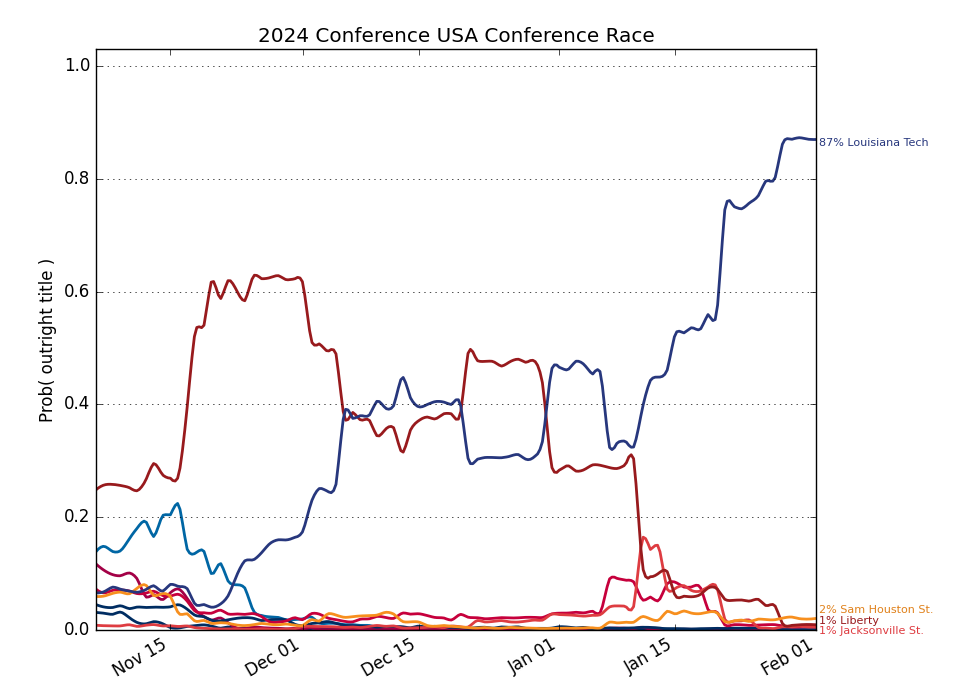 2024 Conference USA Conference Race
1.0
0.8
0.6
0.4
0.2
0.0
Prob( outright title )
Nov 15
Dec 01
Dec 15
Jan 01
Jan 15
Feb 01
87% Louisiana Tech
2% Sam Houston St.
1% Liberty
1% Jacksonville St.